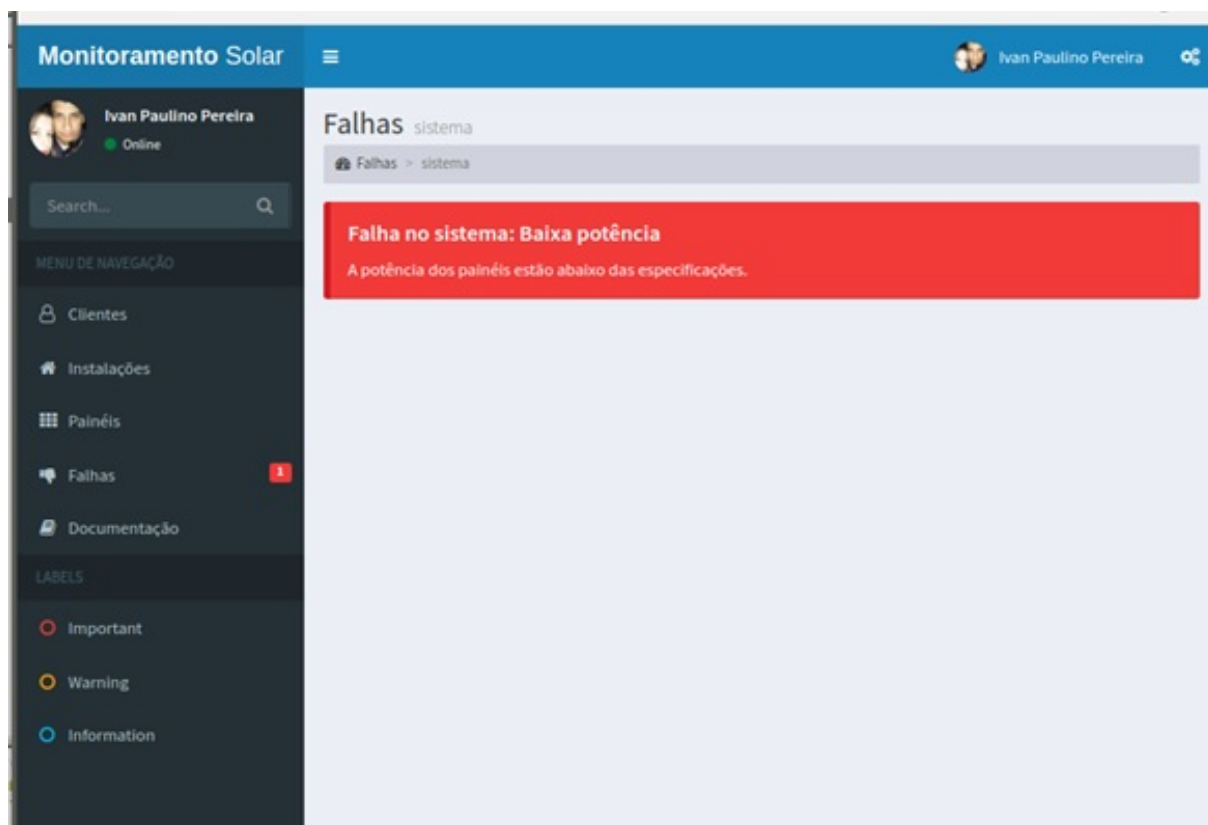 Monitoramento Solar
Ivan Paulino Pereira
Ivan Paulino Pereira
Online
Search...
MENU DE NAVEGAÇÃO
Clientes
Instalações
Painéis
Falhas 1
Documentação
LABELS
Important
Warning
Information
Falhas sistema
Falhas > sistema
Falha no sistema: Baixa potência
A potência dos painéis estão abaixo das especificações.